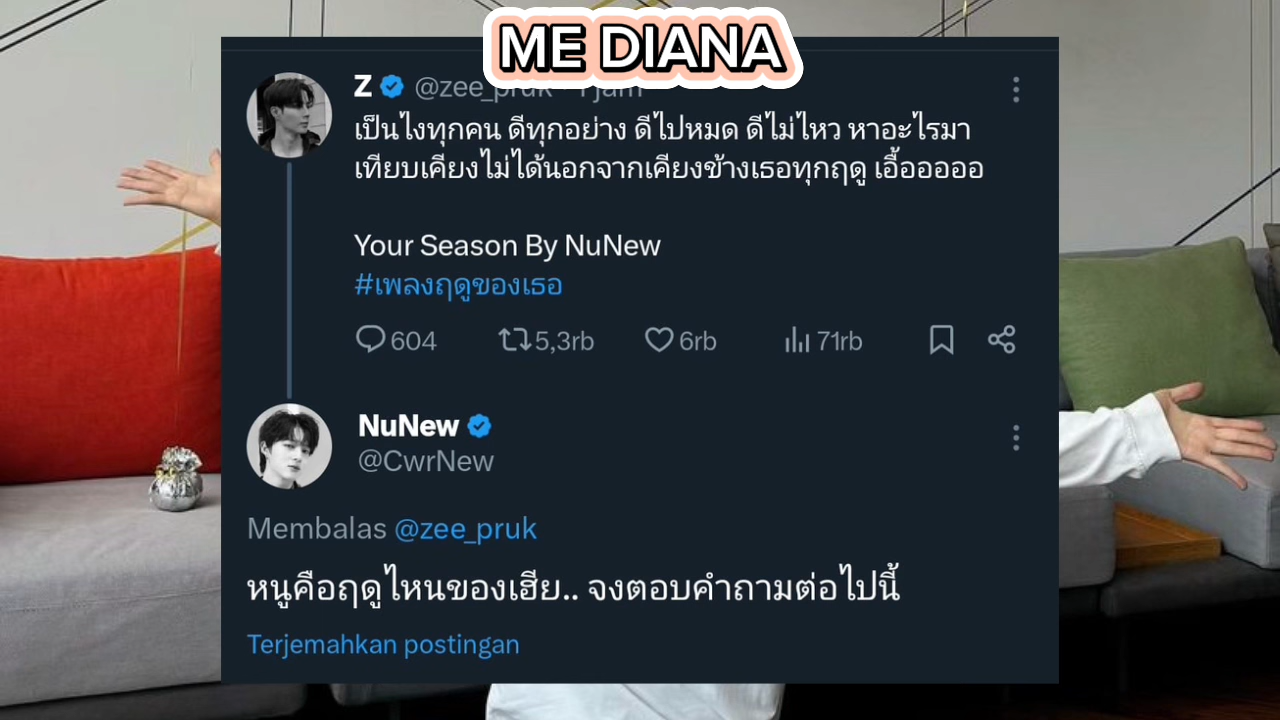 ME DIANA
Z @zee_pruk · 1 jam
เป็นไงทุกคน ดีทุกอย่าง ดีไปหมด ดีไม่ไหว หาอะไรมา
เทียบเคียงไม่ได้นอกจากเคียงข้างเธอทุกฤดู เอื้อออออ
Your Season By NuNew
#เพลงฤดูของเธอ
604 5,3rb 6rb 71rb
NuNew
@CwrNew
Membalas @zee_pruk
หนูคือฤดูไหนของเฮีย.. จงตอบคำถามต่อไปนี้
Terjemahkan postingan